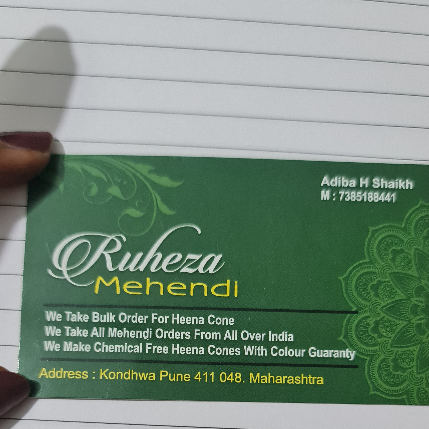 Adiba H Shaikh
M : 7385188441
Ruheza
Mehendi
We Take Bulk Order For Heena Cone
We Take All Mehendi Orders From All Over India
We Make Chemical Free Heena Cones With Colour Guaranty
Address : Kondhwa Pune 411 048. Maharashtra